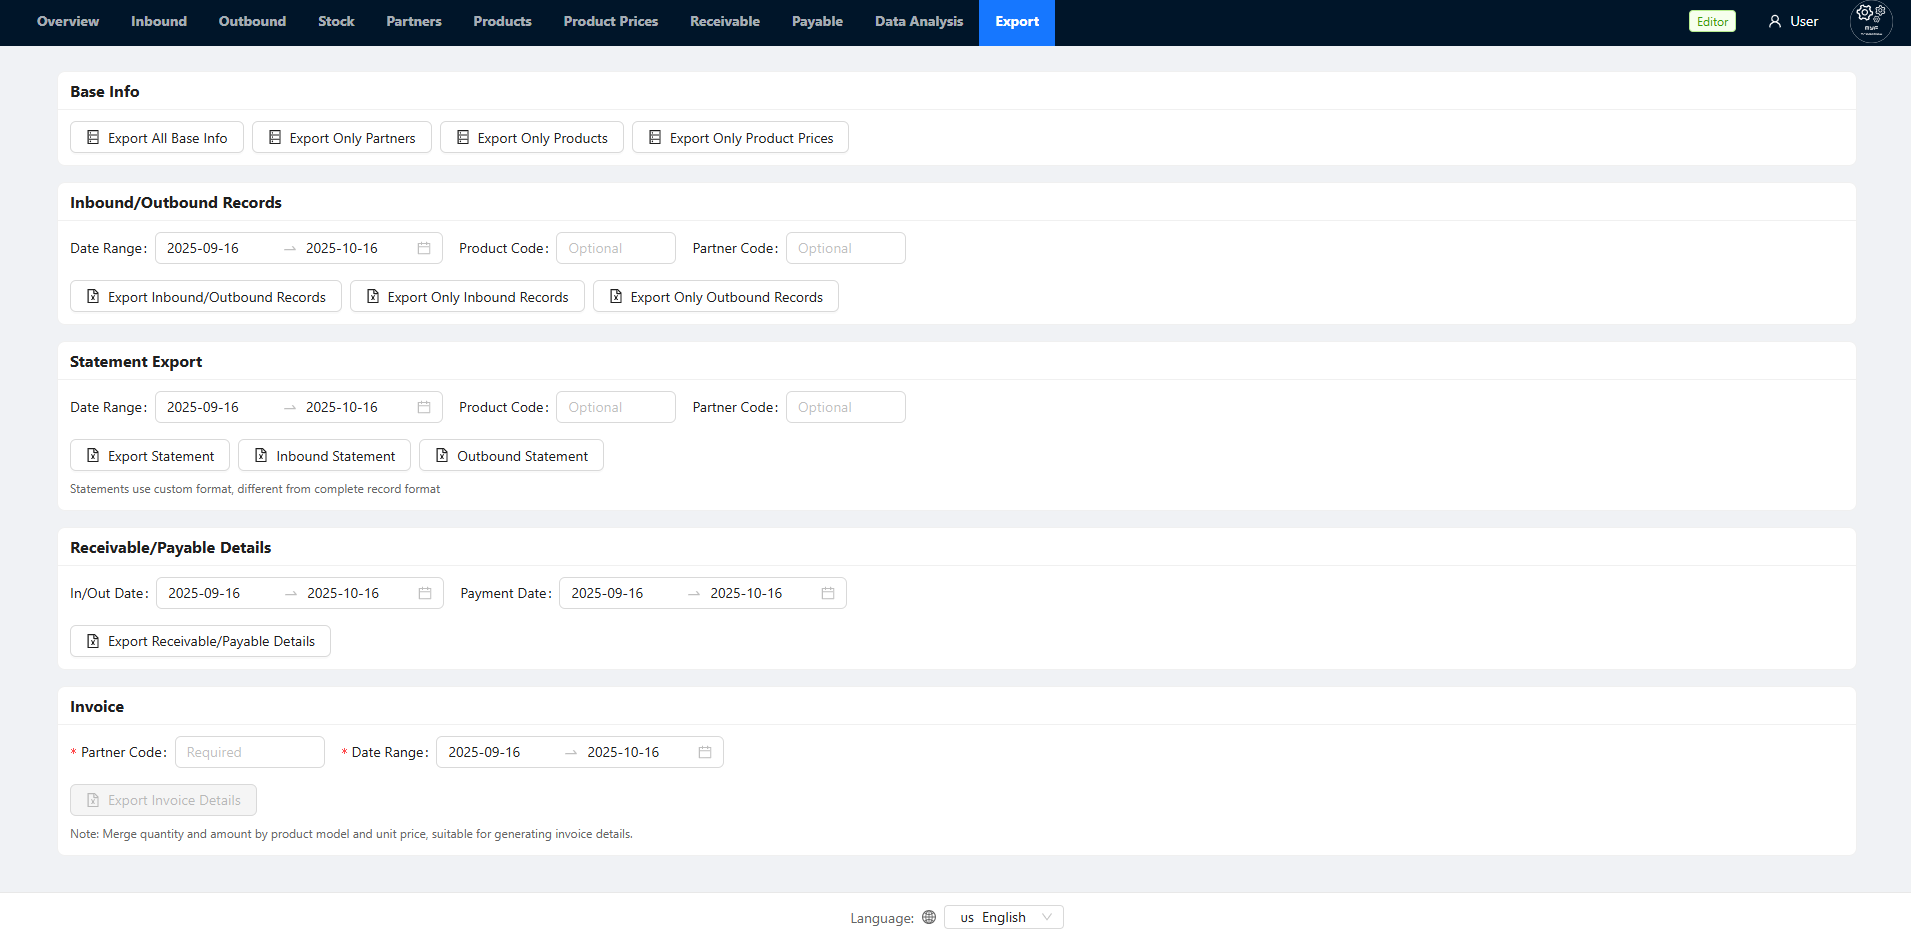 Overview Inbound Outbound Stock Partners Products Product Prices Receivable Payable Data Analysis Export Editor User
Base Info
Export All Base Info Export Only Partners Export Only Products Export Only Product Prices
Inbound/Outbound Records
Date Range: 2025-09-16 → 2025-10-16 Product Code: Optional Partner Code: Optional
Export Inbound/Outbound Records Export Only Inbound Records Export Only Outbound Records
Statement Export
Date Range: 2025-09-16 → 2025-10-16 Product Code: Optional Partner Code: Optional
Export Statement Inbound Statement Outbound Statement
Statements use custom format, different from complete record format
Receivable/Payable Details
In/Out Date: 2025-09-16 → 2025-10-16 Payment Date: 2025-09-16 → 2025-10-16
Export Receivable/Payable Details
Invoice
* Partner Code: Required * Date Range: 2025-09-16 → 2025-10-16
Export Invoice Details
Note: Merge quantity and amount by product model and unit price, suitable for generating invoice details.
Language: us English